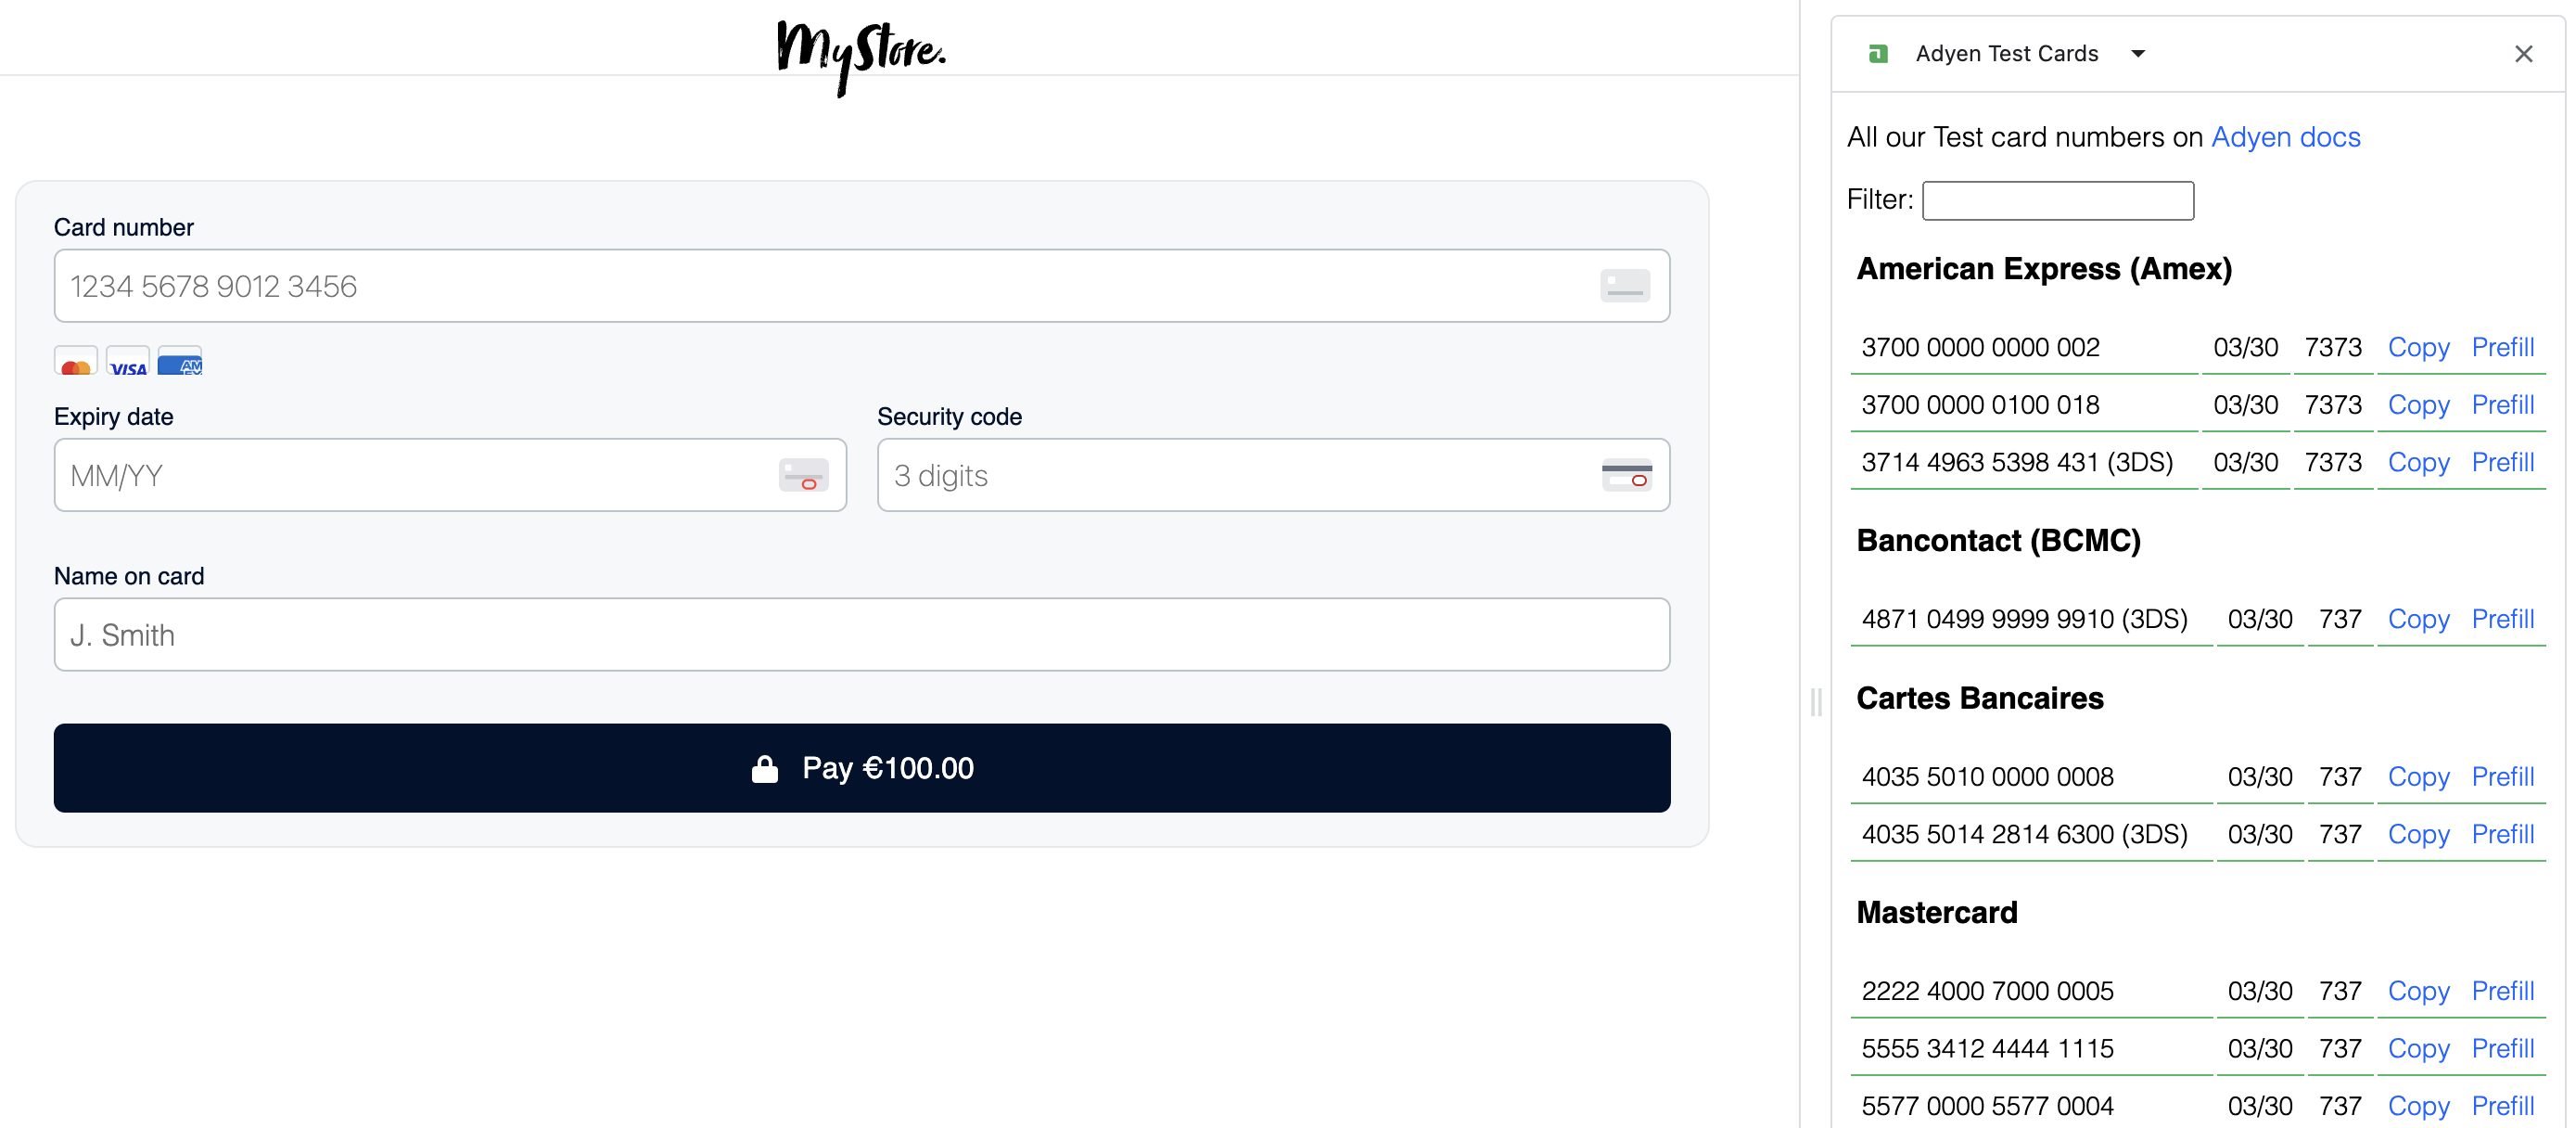 MyStore.
Card number
1234 5678 9012 3456
VISA
AM
Expiry date
Security code
MM/YY
3 digits
Name on card
J. Smith
Pay €100.00
Adyen Test Cards
All our Test card numbers on Adyen docs
Filter:
American Express (Amex)
3700 0000 0000 002 03/30 7373 Copy Prefill
3700 0000 0100 018 03/30 7373 Copy Prefill
3714 4963 5398 431 (3DS) 03/30 7373 Copy Prefill
Bancontact (BCMC)
4871 0499 9999 9910 (3DS) 03/30 737 Copy Prefill
Cartes Bancaires
4035 5010 0000 0008 03/30 737 Copy Prefill
4035 5014 2814 6300 (3DS) 03/30 737 Copy Prefill
Mastercard
2222 4000 7000 0005 03/30 737 Copy Prefill
5555 3412 4444 1115 03/30 737 Copy Prefill
5577 0000 5577 0004 03/30 737 Copy Prefill